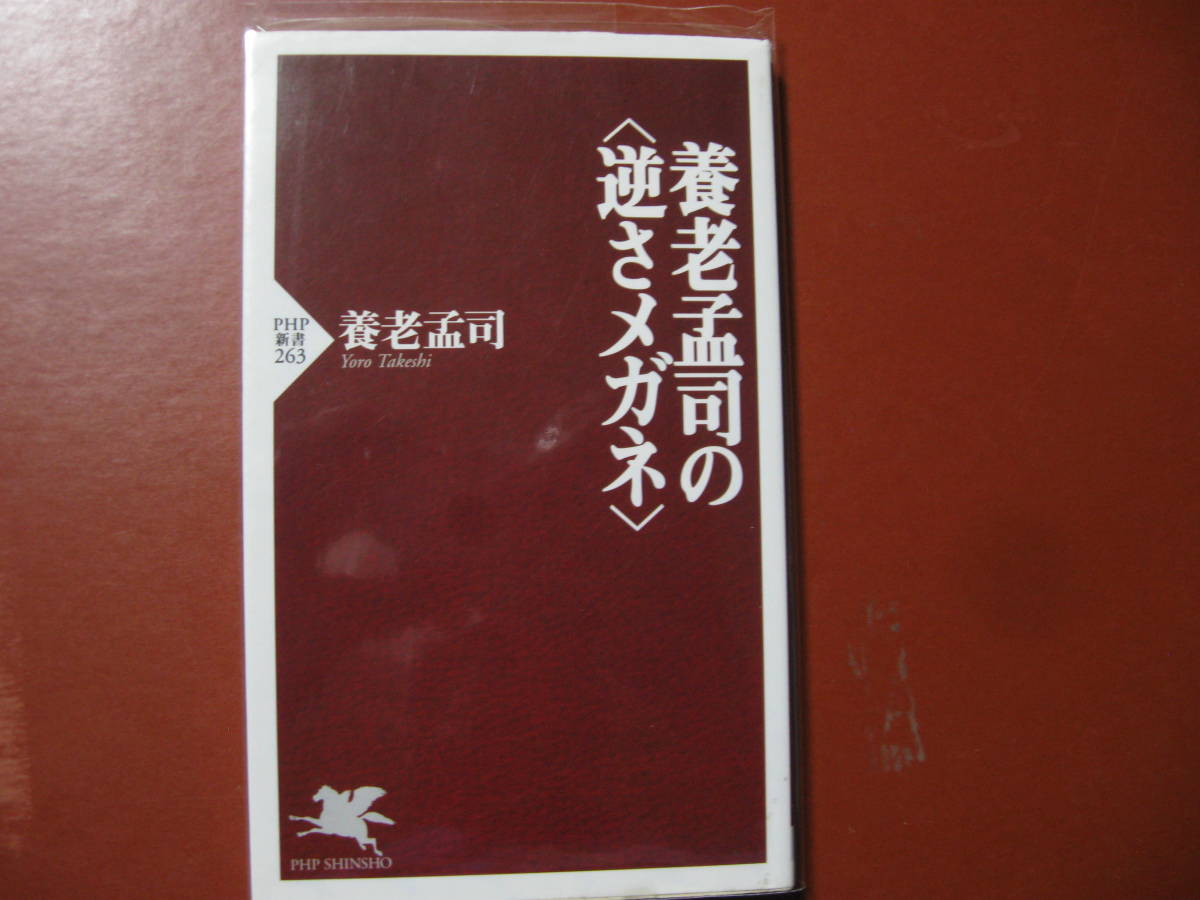 養老孟司の
〈逆さメガネ〉
養老孟司
Yoro Takeshi
PHP
新書
263
PHP SHINSHO